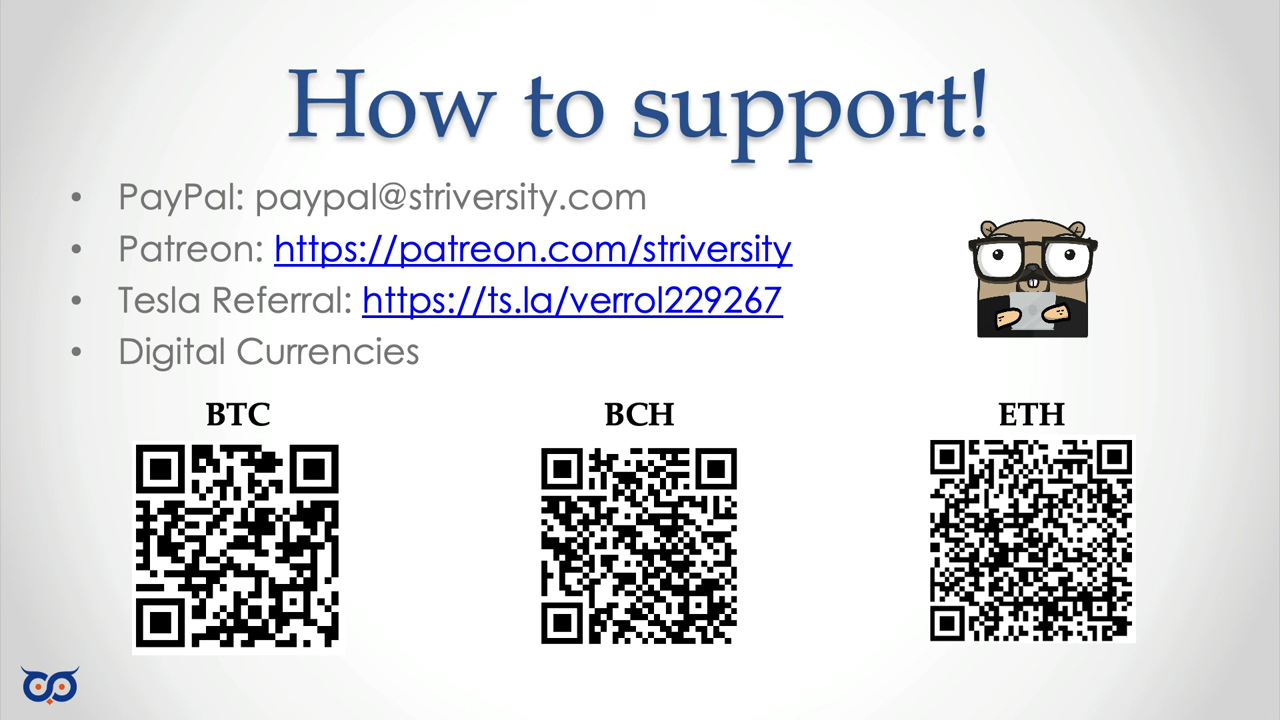 How to support!
• PayPal: paypal@striversity.com
• Patreon: https://patreon.com/striversity
• Tesla Referral: https://ts.la/verrol229267
• Digital Currencies
BTC
BCH
ETH